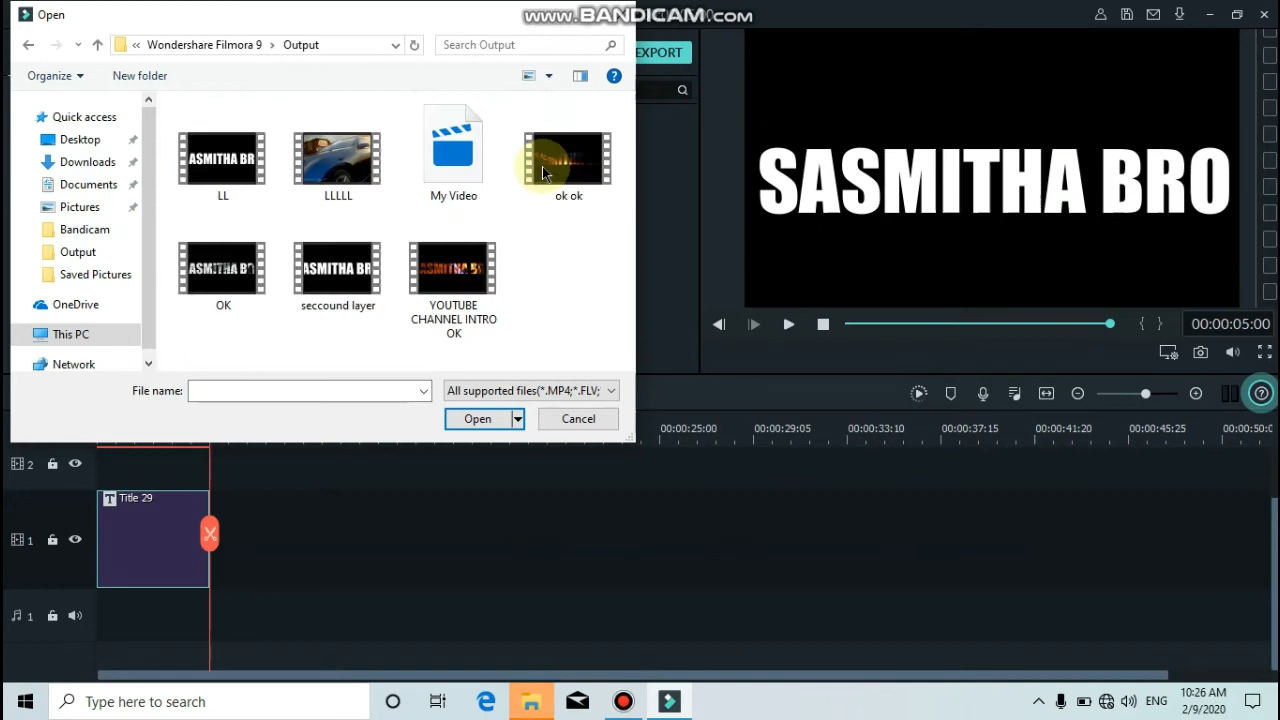 Open
www.BANDICAM.com
« Wondershare Filmora 9 > Output
Search Output
EXPORT
Organize
New folder
Quick access
Desktop
Downloads
Documents
Pictures
Bandicam
Output
Saved Pictures
OneDrive
This PC
Network
ASMITHA BR
LL
LLLLL
My Video
ok ok
ASMITHA B
OK
ASMITHA BR
seccound layer
ASMITHA B
YOUTUBE
CHANNEL INTRO
OK
SASMITHA BRO
File name:
All supported files(*.MP4;*.FLV;
Open
Cancel
{ }
00:00:05:00
00:00:25:00
00:00:29:05
00:00:33:10
00:00:37:15
00:00:41:20
00:00:45:25
00:00:50:0
2
T Title 29
1
1
Type here to search
ENG
10:26 AM
2/9/2020